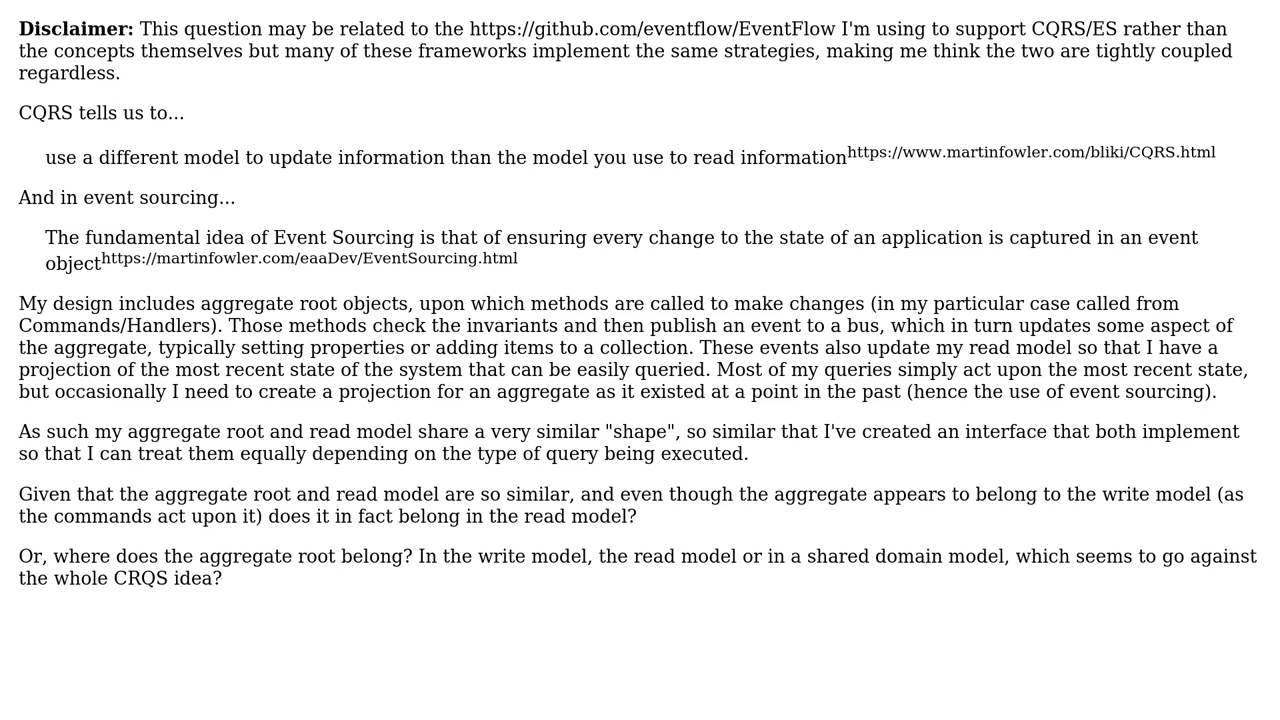 Disclaimer: This question may be related to the https://github.com/eventflow/EventFlow I'm using to support CQRS/ES rather than
the concepts themselves but many of these frameworks implement the same strategies, making me think the two are tightly coupled
regardless.
CQRS tells us to...
use a different model to update information than the model you use to read informationhttps://www.martinfowler.com/bliki/CQRS.html
And in event sourcing...
The fundamental idea of Event Sourcing is that of ensuring every change to the state of an application is captured in an event
objecthttps://martinfowler.com/eaaDev/EventSourcing.html
My design includes aggregate root objects, upon which methods are called to make changes (in my particular case called from
Commands/Handlers). Those methods check the invariants and then publish an event to a bus, which in turn updates some aspect of
the aggregate, typically setting properties or adding items to a collection. These events also update my read model so that I have a
projection of the most recent state of the system that can be easily queried. Most of my queries simply act upon the most recent state,
but occasionally I need to create a projection for an aggregate as it existed at a point in the past (hence the use of event sourcing).
As such my aggregate root and read model share a very similar "shape", so similar that I've created an interface that both implement
so that I can treat them equally depending on the type of query being executed.
Given that the aggregate root and read model are so similar, and even though the aggregate appears to belong to the write model (as
the commands act upon it) does it in fact belong in the read model?
Or, where does the aggregate root belong? In the write model, the read model or in a shared domain model, which seems to go against
the whole CRQS idea?